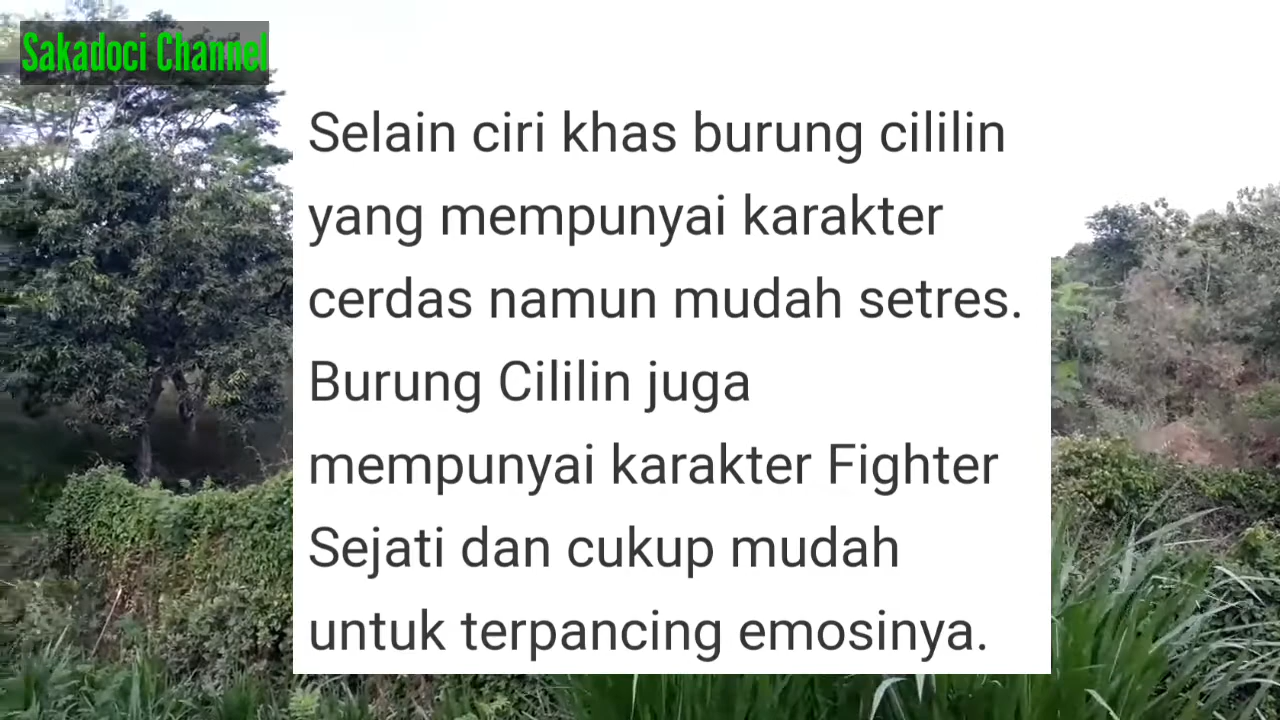 Sakadoci Channel
Selain ciri khas burung cililin
yang mempunyai karakter
cerdas namun mudah setres.
Burung Cililin juga
mempunyai karakter Fighter
Sejati dan cukup mudah
untuk terpancing emosinya.